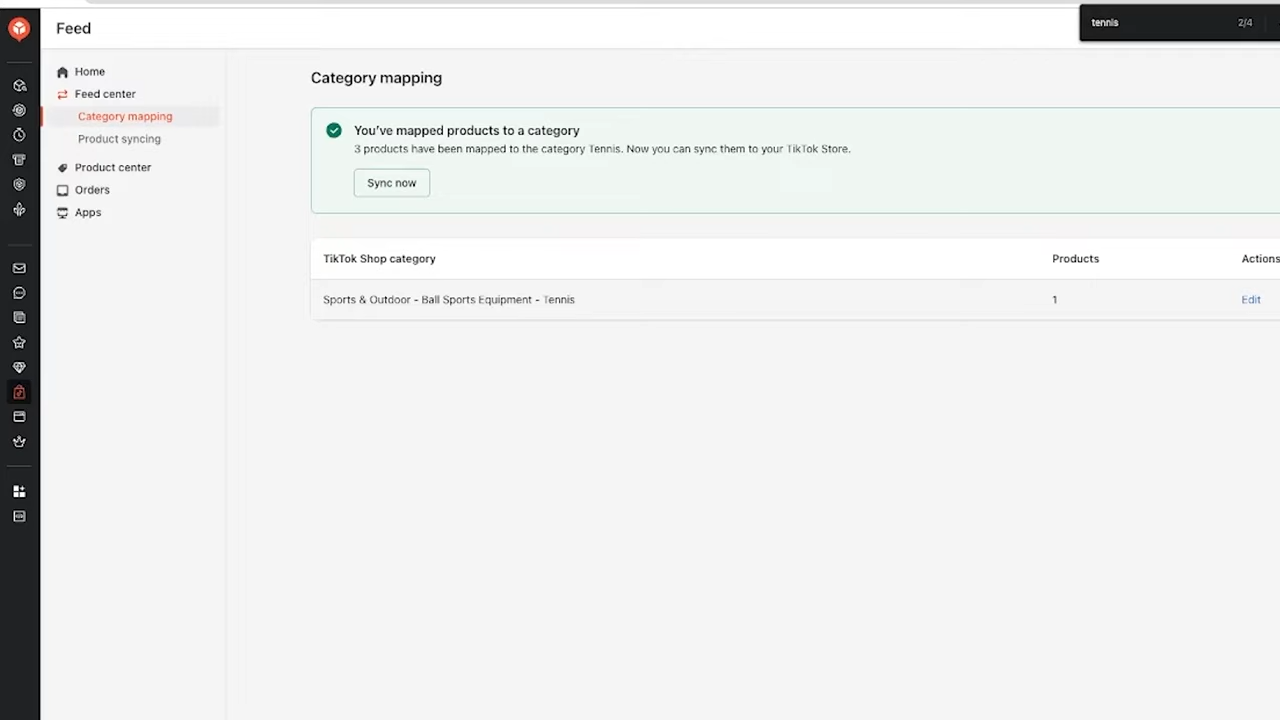 Feed
tennis 2/4
Home
Feed center
Category mapping
Product syncing
Product center
Orders
Apps
Category mapping
You've mapped products to a category
3 products have been mapped to the category Tennis. Now you can sync them to your TikTok Store.
Sync now
TikTok Shop category Products Actions
Sports & Outdoor - Ball Sports Equipment - Tennis 1 Edit